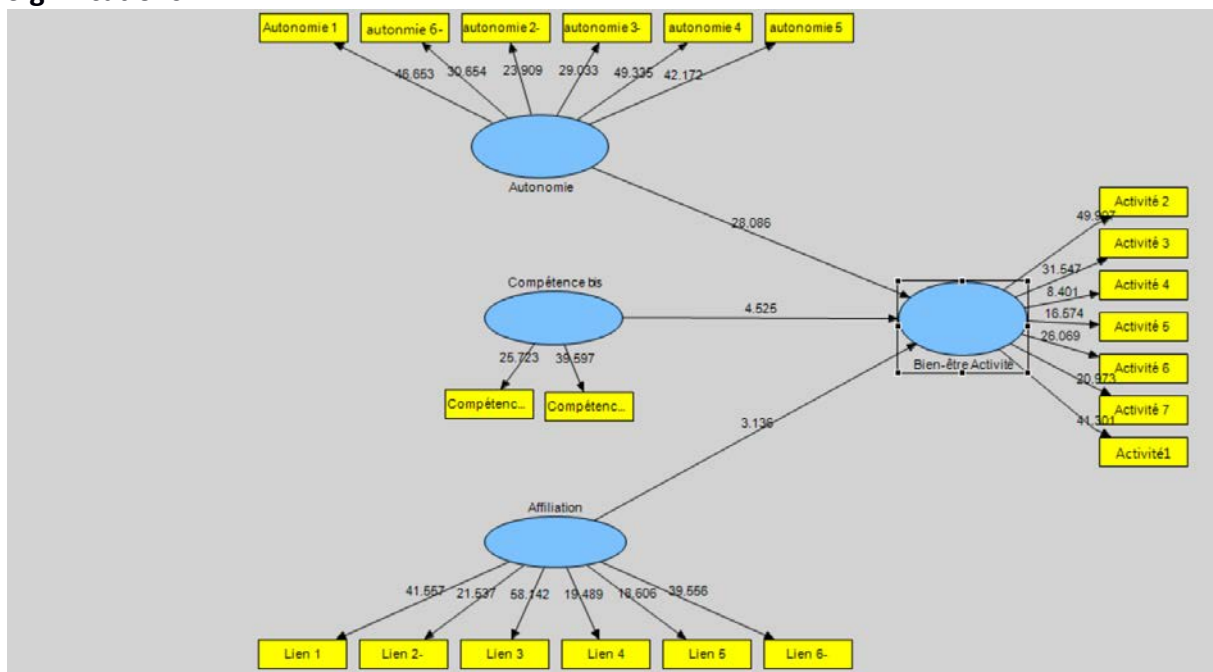 Autonomie 1
autonmie 6-
autonomie 2-
autonomie 3-
autonomie 4
autonomie 5
46.653
30.654
23.909
29.033
49.335
42.172
Autonomie
28.086
Activité 2
49.907
Activité 3
31.547
Activité 4
8.401
Activité 5
16.574
26.069
Activité 6
20.973
Activité 7
41.301
Activité1
Bien-être Activité
Compétence bis
4.525
25.723
39.597
Compétenc...
Compétenc...
3.136
Affiliation
41.557
21.537
58.142
19.489
18.606
39.556
Lien 1
Lien 2-
Lien 3
Lien 4
Lien 5
Lien 6-